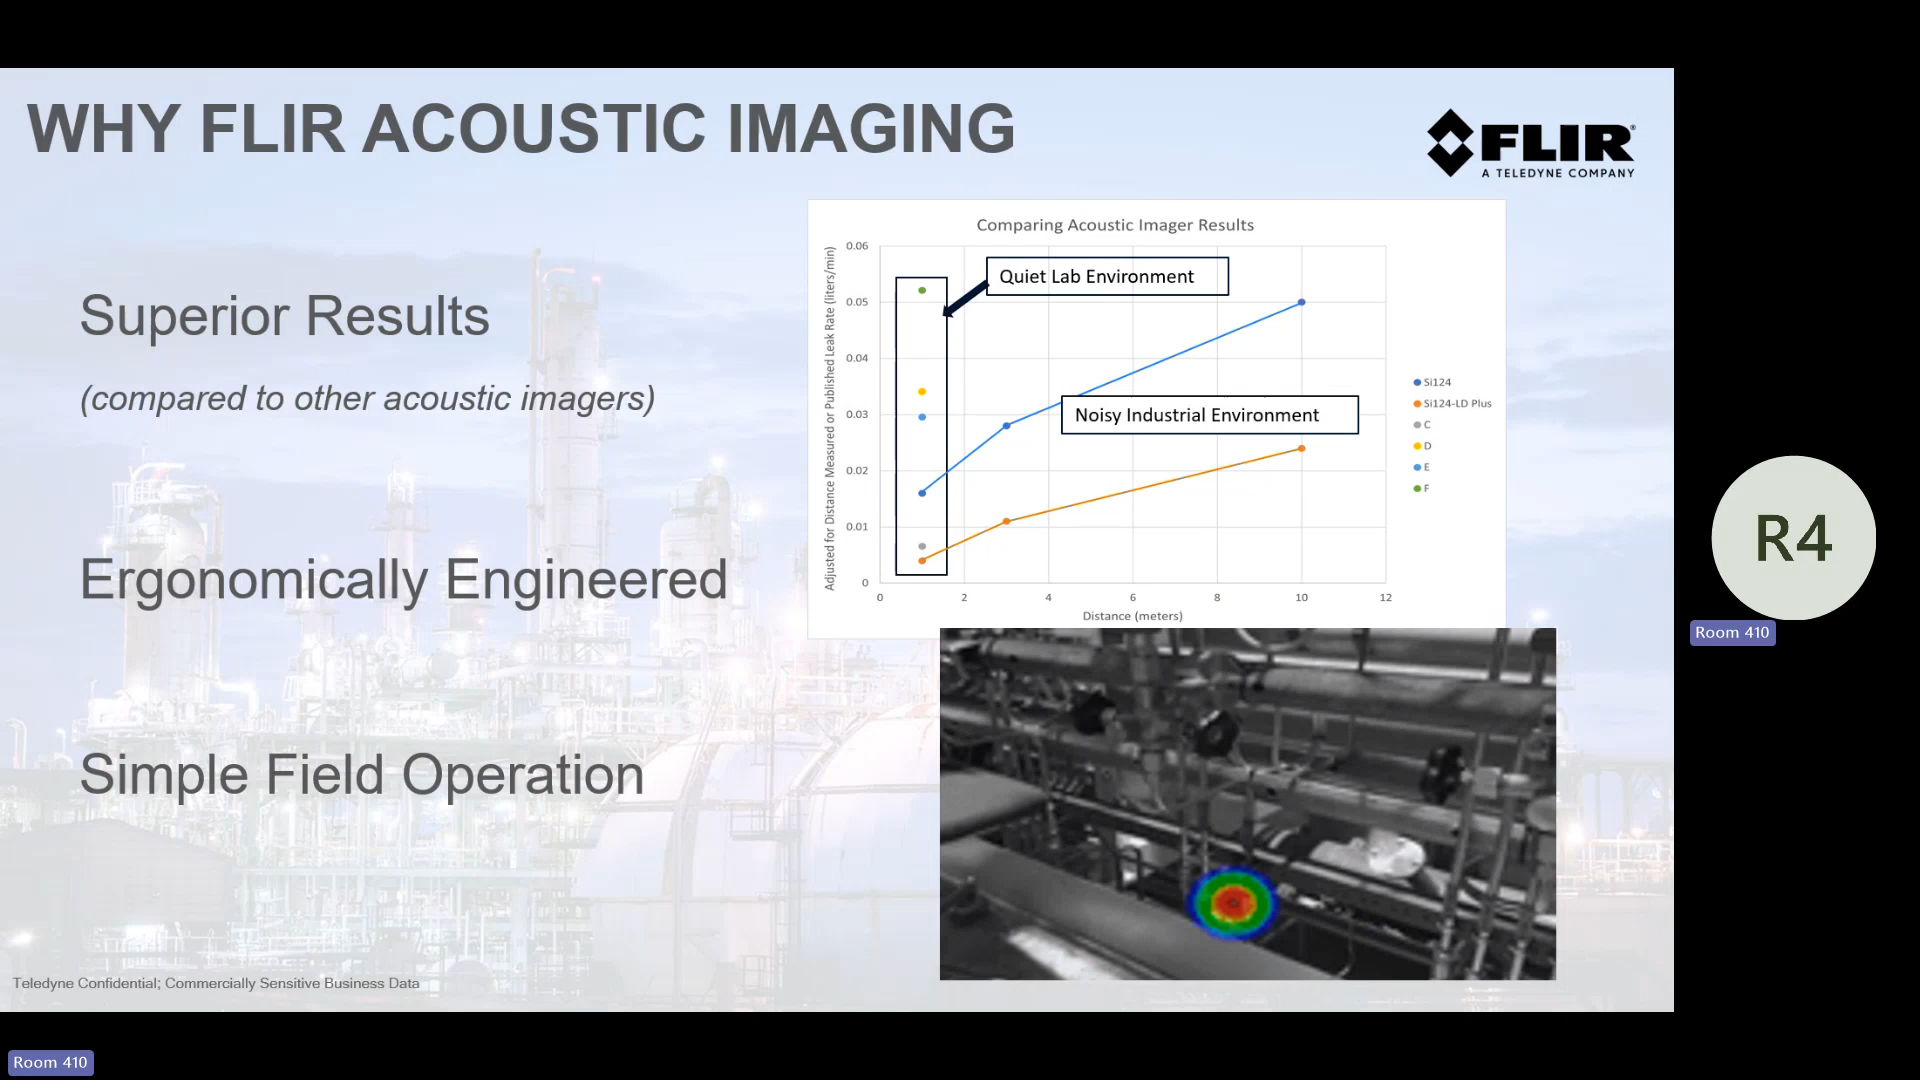 WHY FLIR ACOUSTIC IMAGING
FLIR®
A TELEDYNE COMPANY
Superior Results
(compared to other acoustic imagers)
Ergonomically Engineered
Simple Field Operation
Comparing Acoustic Imager Results
Adjusted for Distance Measured or Published Leak Rate (liters/min)
0.06
0.05
0.04
0.03
0.02
0.01
0
Quiet Lab Environment
Noisy Industrial Environment
0 2 4 6 8 10 12
Distance (meters)
Si124
Si124-LD Plus
C
D
E
F
Teledyne Confidential; Commercially Sensitive Business Data
R4
Room 410
Room 410